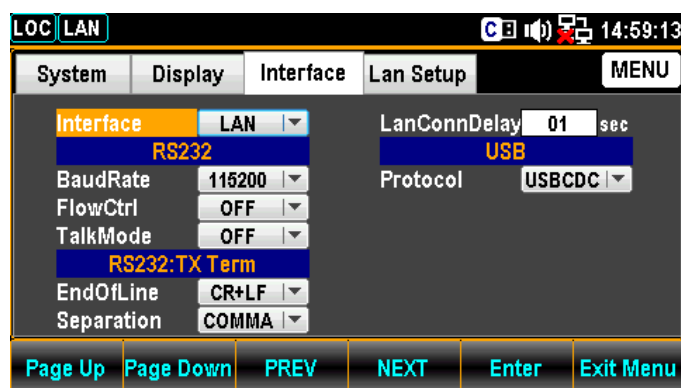 LOC LAN C 14:59:13
System Display Interface Lan Setup MENU
Interface LAN LanConnDelay 01 sec
RS232 USB
BaudRate 115200 Protocol USBCDC
FlowCtrl OFF
TalkMode OFF
RS232:TX Term
EndOfLine CR+LF
Separation COMMA
Page Up Page Down PREV NEXT Enter Exit Menu